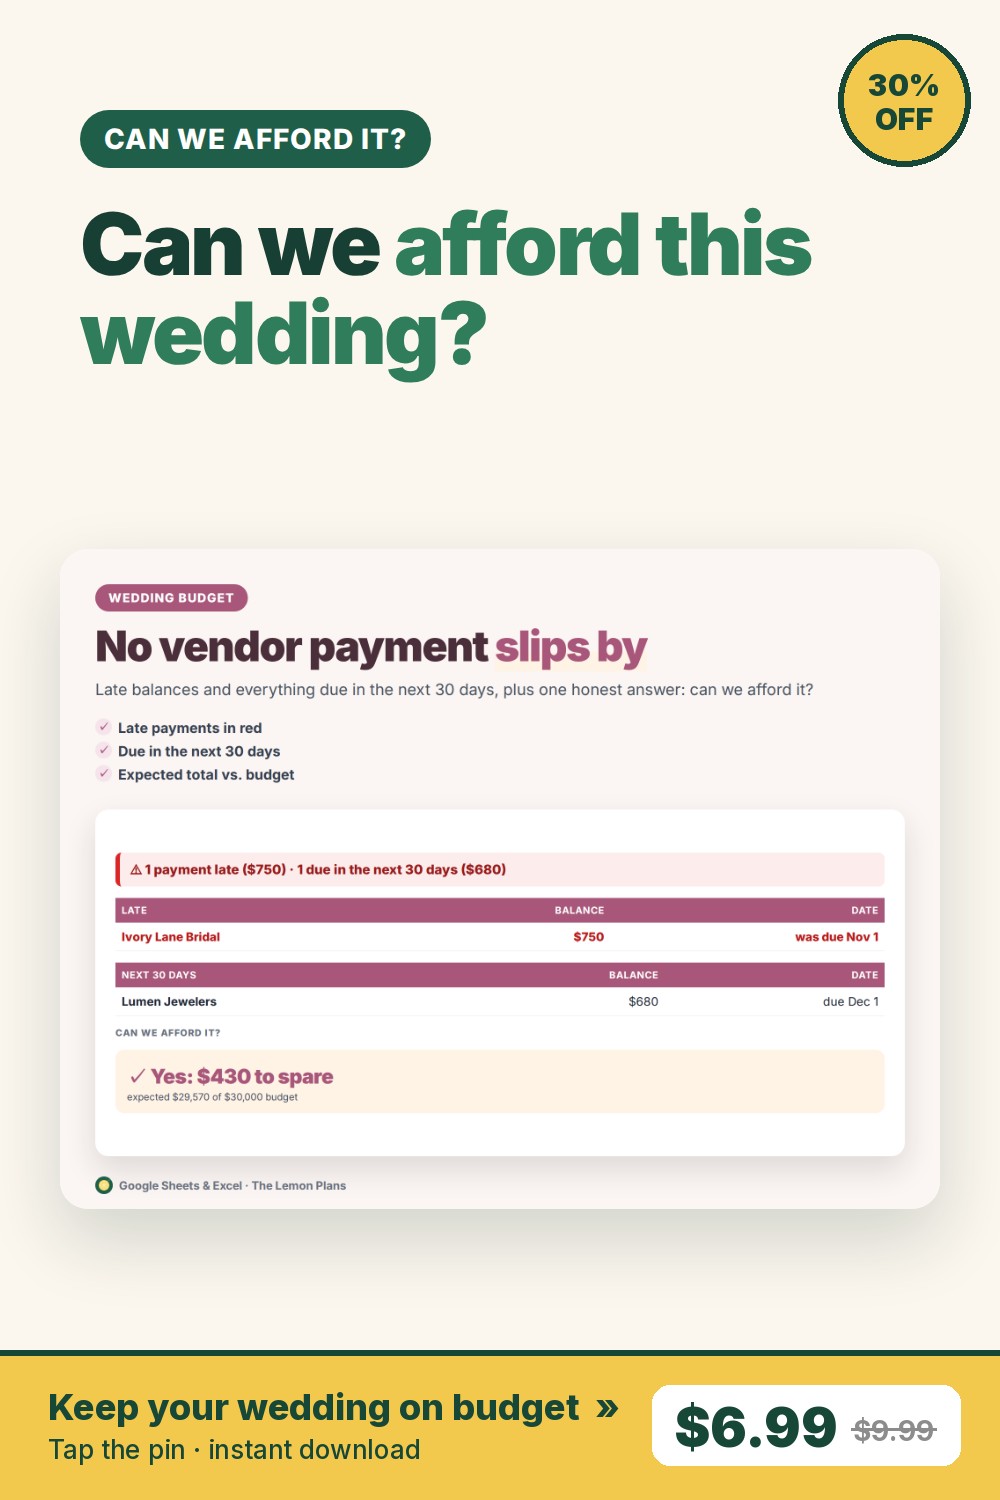 30%
OFF
CAN WE AFFORD IT?
Can we afford this
wedding?
WEDDING BUDGET
No vendor payment slips by
Late balances and everything due in the next 30 days, plus one honest answer: can we afford it?
✓ Late payments in red
✓ Due in the next 30 days
✓ Expected total vs. budget
⚠ 1 payment late ($750) · 1 due in the next 30 days ($680)
LATE BALANCE DATE
Ivory Lane Bridal $750 was due Nov 1
NEXT 30 DAYS BALANCE DATE
Lumen Jewelers $680 due Dec 1
CAN WE AFFORD IT?
✓ Yes: $430 to spare
expected $29,570 of $30,000 budget
Google Sheets & Excel · The Lemon Plans
Keep your wedding on budget »
Tap the pin · instant download
$6.99 $9.99